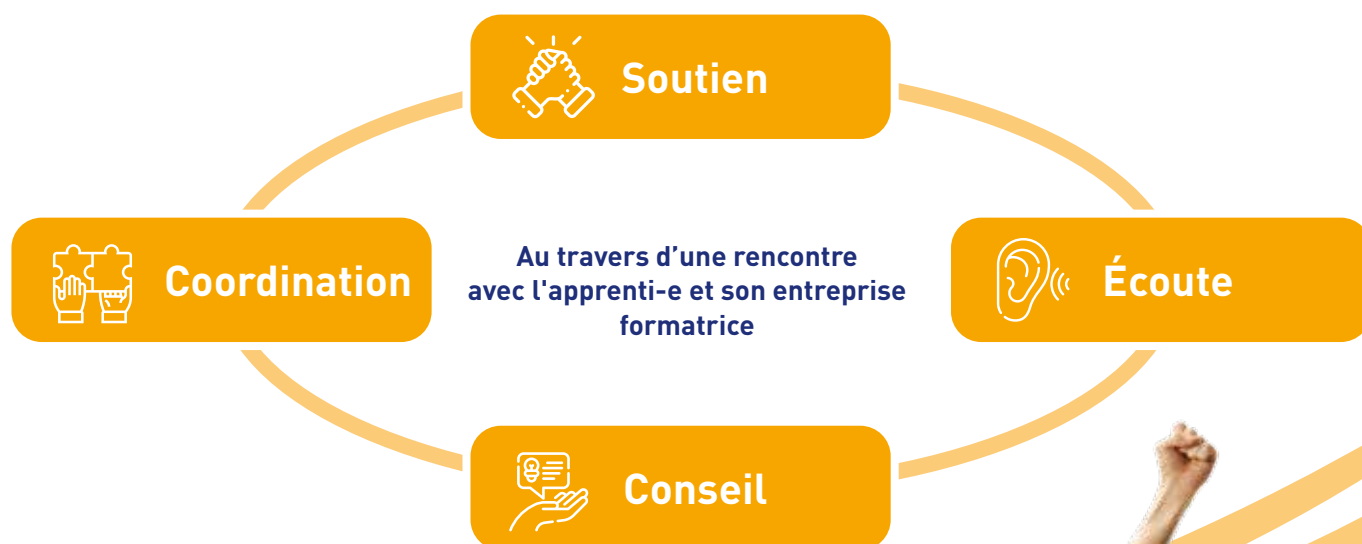 Soutien
Coordination
Au travers d’une rencontre
avec l'apprenti-e et son entreprise
formatrice
Écoute
Conseil